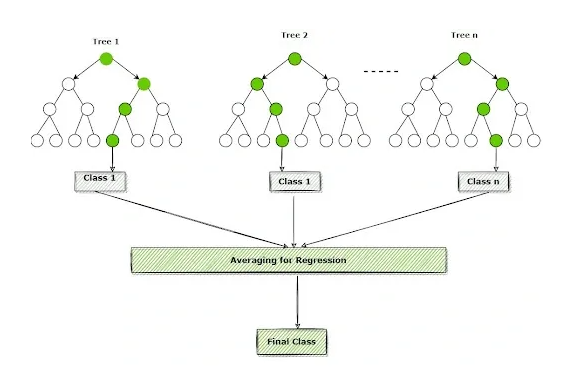 Tree 1
Tree 2
Tree n
Class 1
Class 1
Class n
Averaging for Regression
Final Class